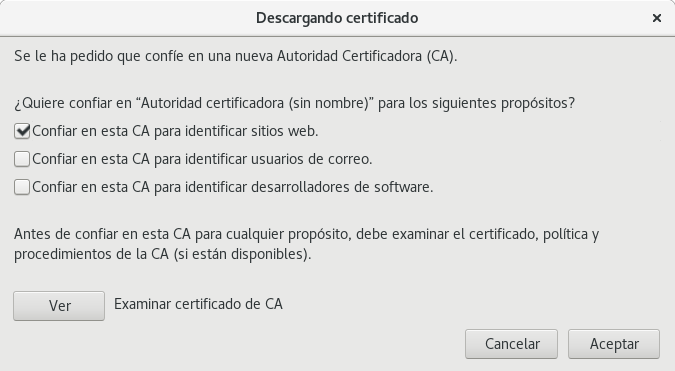 Descargando certificado
Se le ha pedido que confíe en una nueva Autoridad Certificadora (CA).
¿Quiere confiar en “Autoridad certificadora (sin nombre)” para los siguientes propósitos?
Confiar en esta CA para identificar sitios web.
Confiar en esta CA para identificar usuarios de correo.
Confiar en esta CA para identificar desarrolladores de software.
Antes de confiar en esta CA para cualquier propósito, debe examinar el certificado, política y
procedimientos de la CA (si están disponibles).
Ver Examinar certificado de CA
Cancelar Aceptar